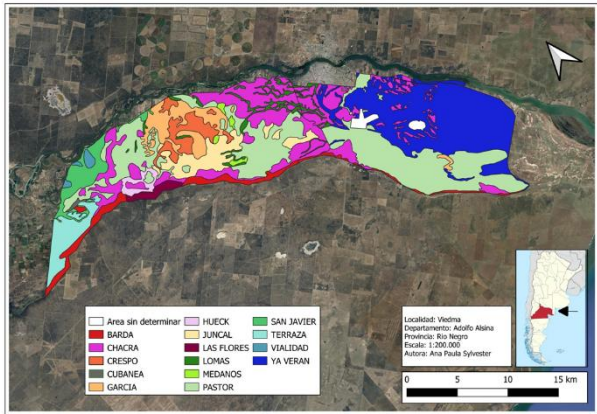 Area sin determinar
BARDA
CHACRA
CRESPO
CUBANEA
GARCIA
HUECK
JUNCAL
LAS FLORES
LOMAS
MEDANOS
PASTOR
SAN JAVIER
TERRAZA
VIALIDAD
YA VERAN
Localidad: Viedma
Departamento: Adolfo Alsina
Provincia: Rio Negro
Escala: 1:200.000
Autora: Ana Paula Sylvester
0 5 10 15 km